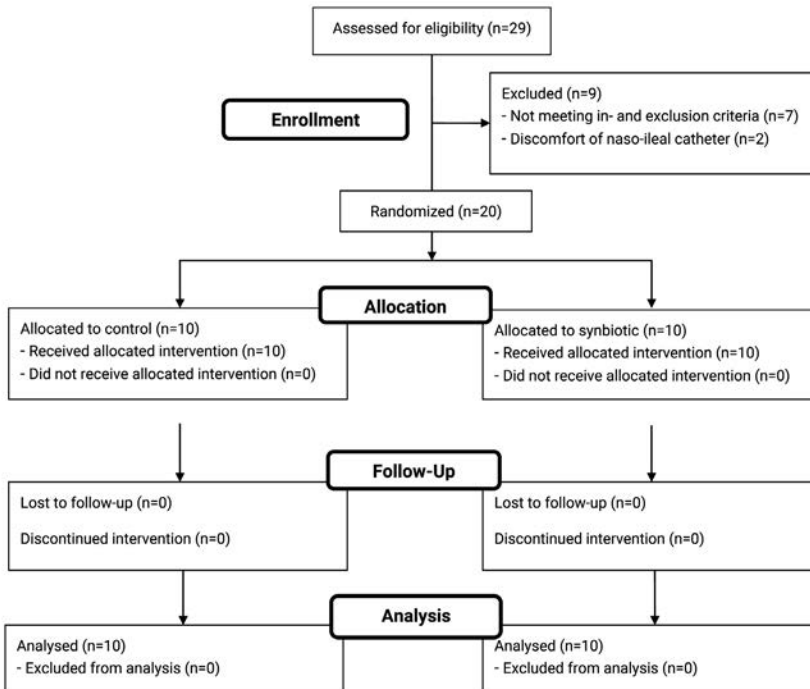 Assessed for eligibility (n=29)
Excluded (n=9)
- Not meeting in- and exclusion criteria (n=7)
- Discomfort of naso-ileal catheter (n=2)
Enrollment
Randomized (n=20)
Allocation
Allocated to control (n=10)
- Received allocated intervention (n=10)
- Did not receive allocated intervention (n=0)
Allocated to synbiotic (n=10)
- Received allocated intervention (n=10)
- Did not receive allocated intervention (n=0)
Follow-Up
Lost to follow-up (n=0)
Discontinued intervention (n=0)
Lost to follow-up (n=0)
Discontinued intervention (n=0)
Analysis
Analysed (n=10)
- Excluded from analysis (n=0)
Analysed (n=10)
- Excluded from analysis (n=0)